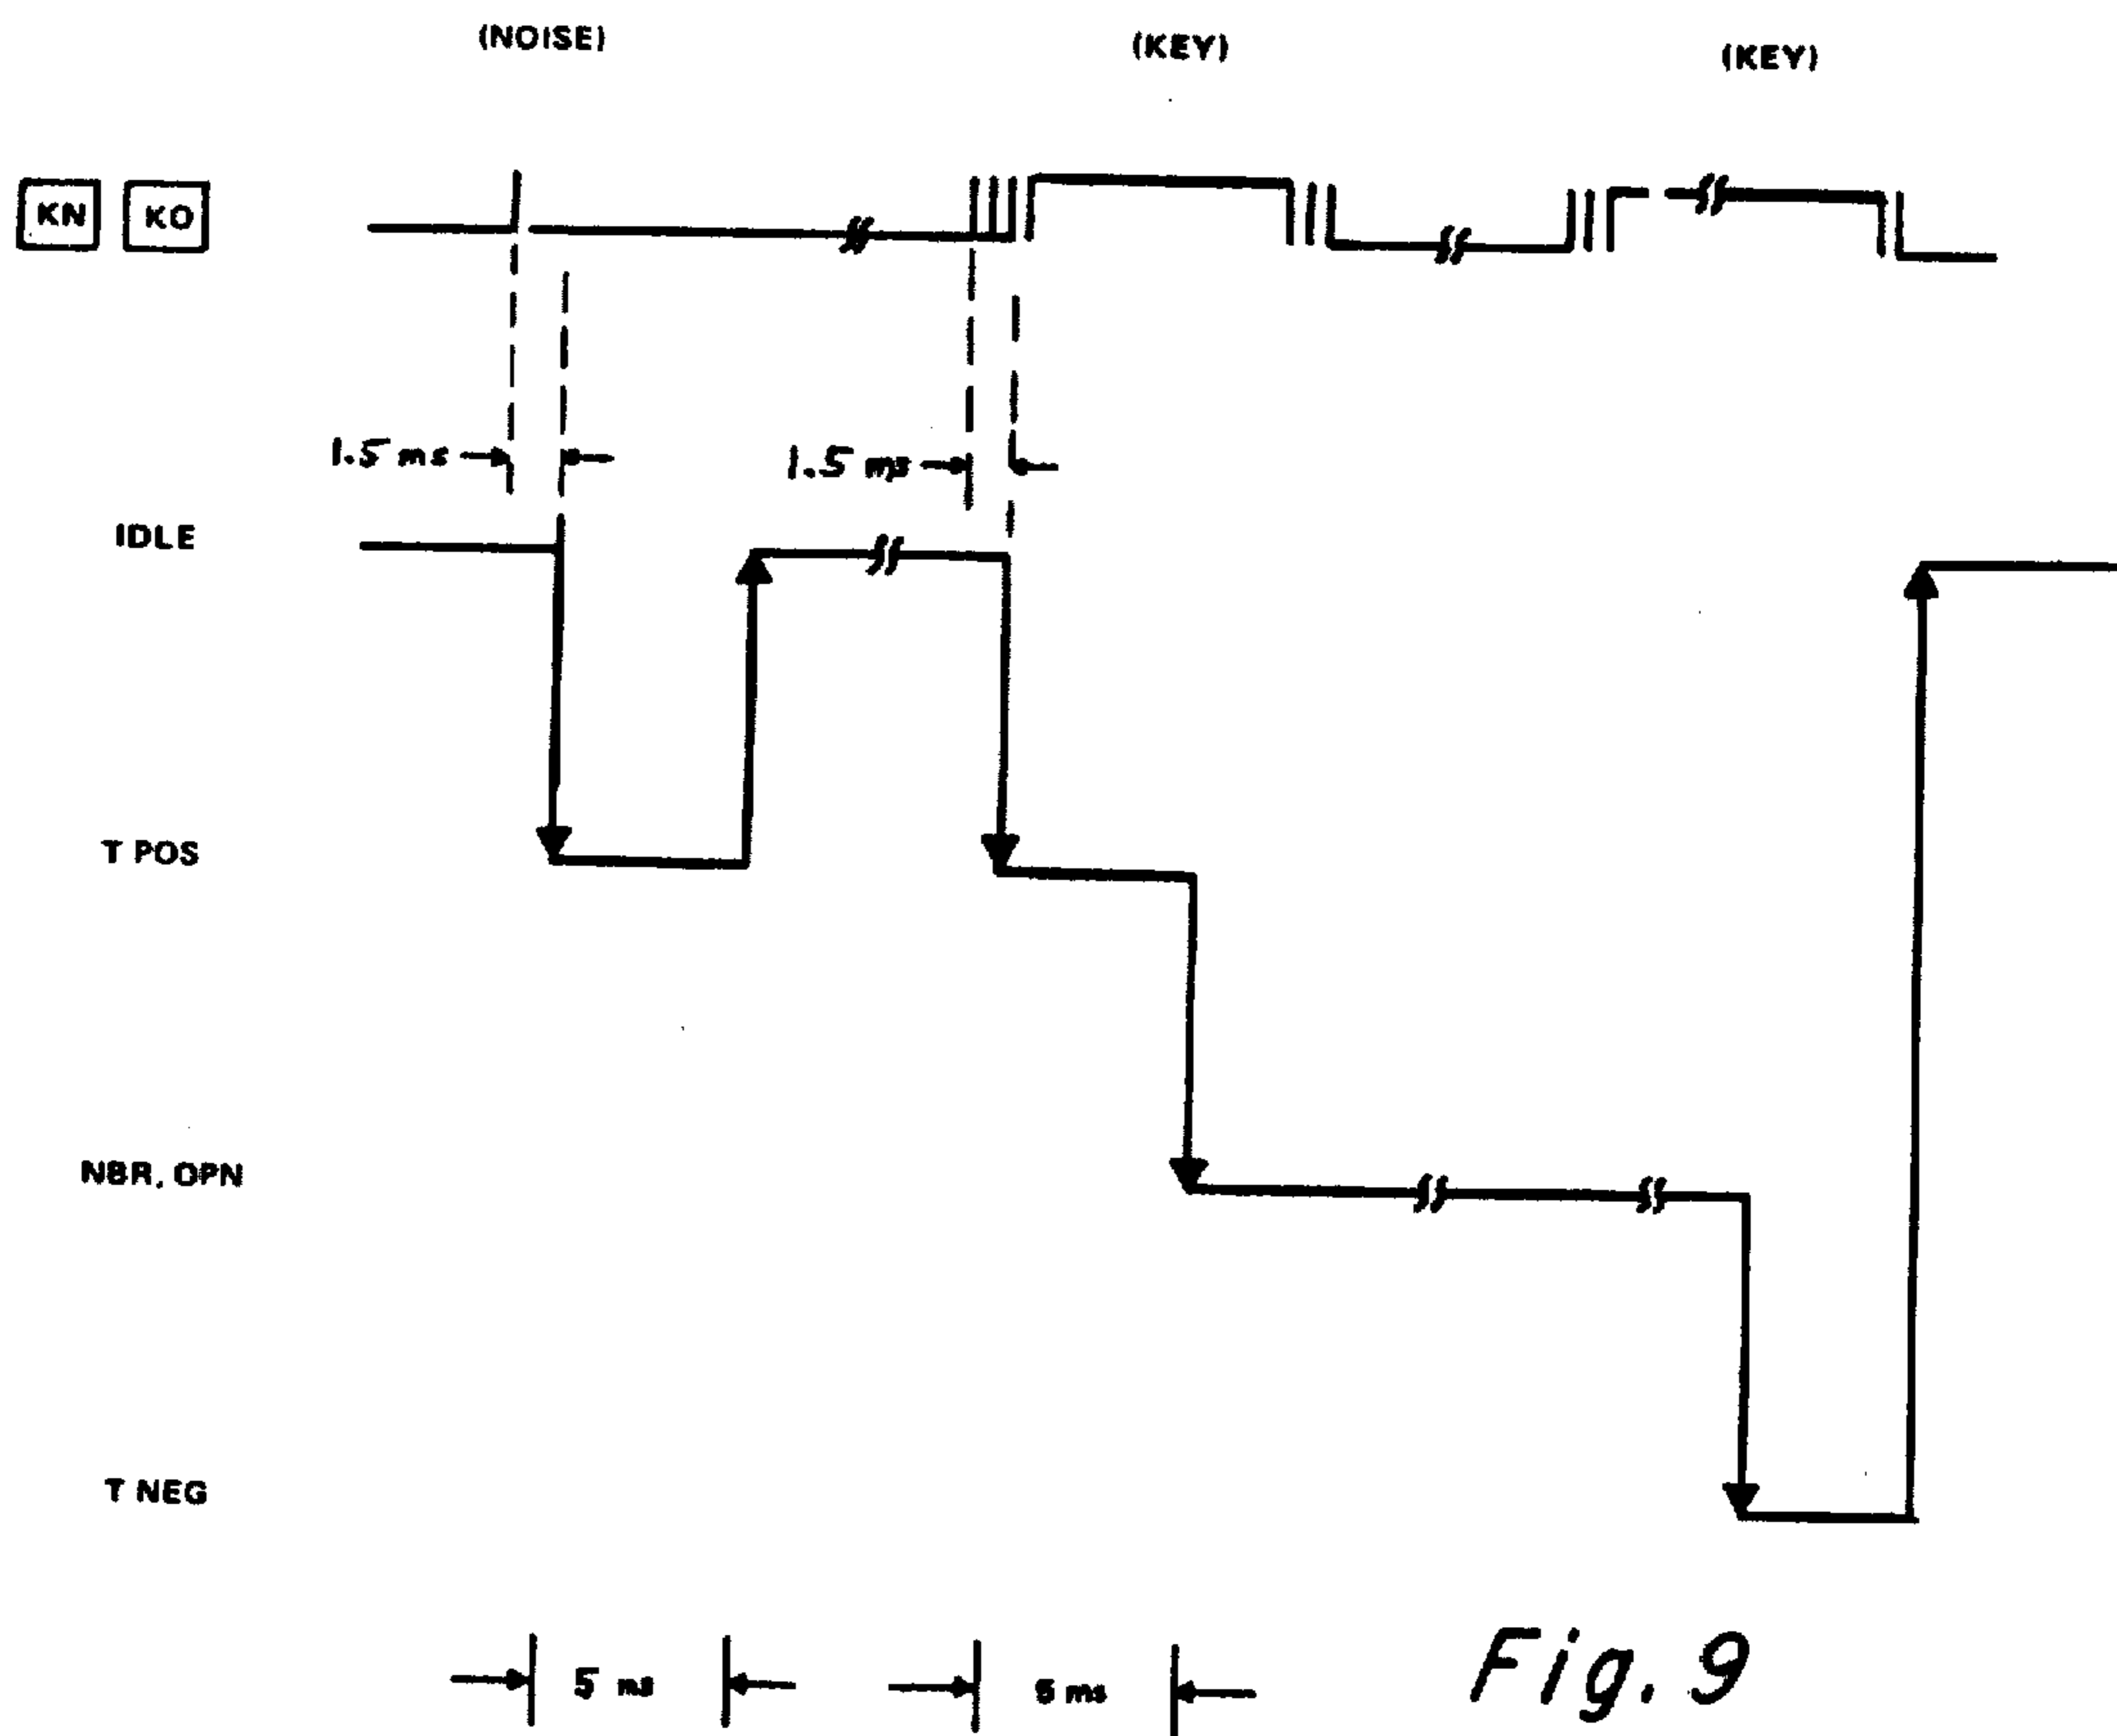 (NOISE) (KEY) (KEY)
KN KO
1.5 ms 1.5 ms
IDLE
T POS
NBR, OPN
T NEG
5 ms 5 ms
Fig. 9